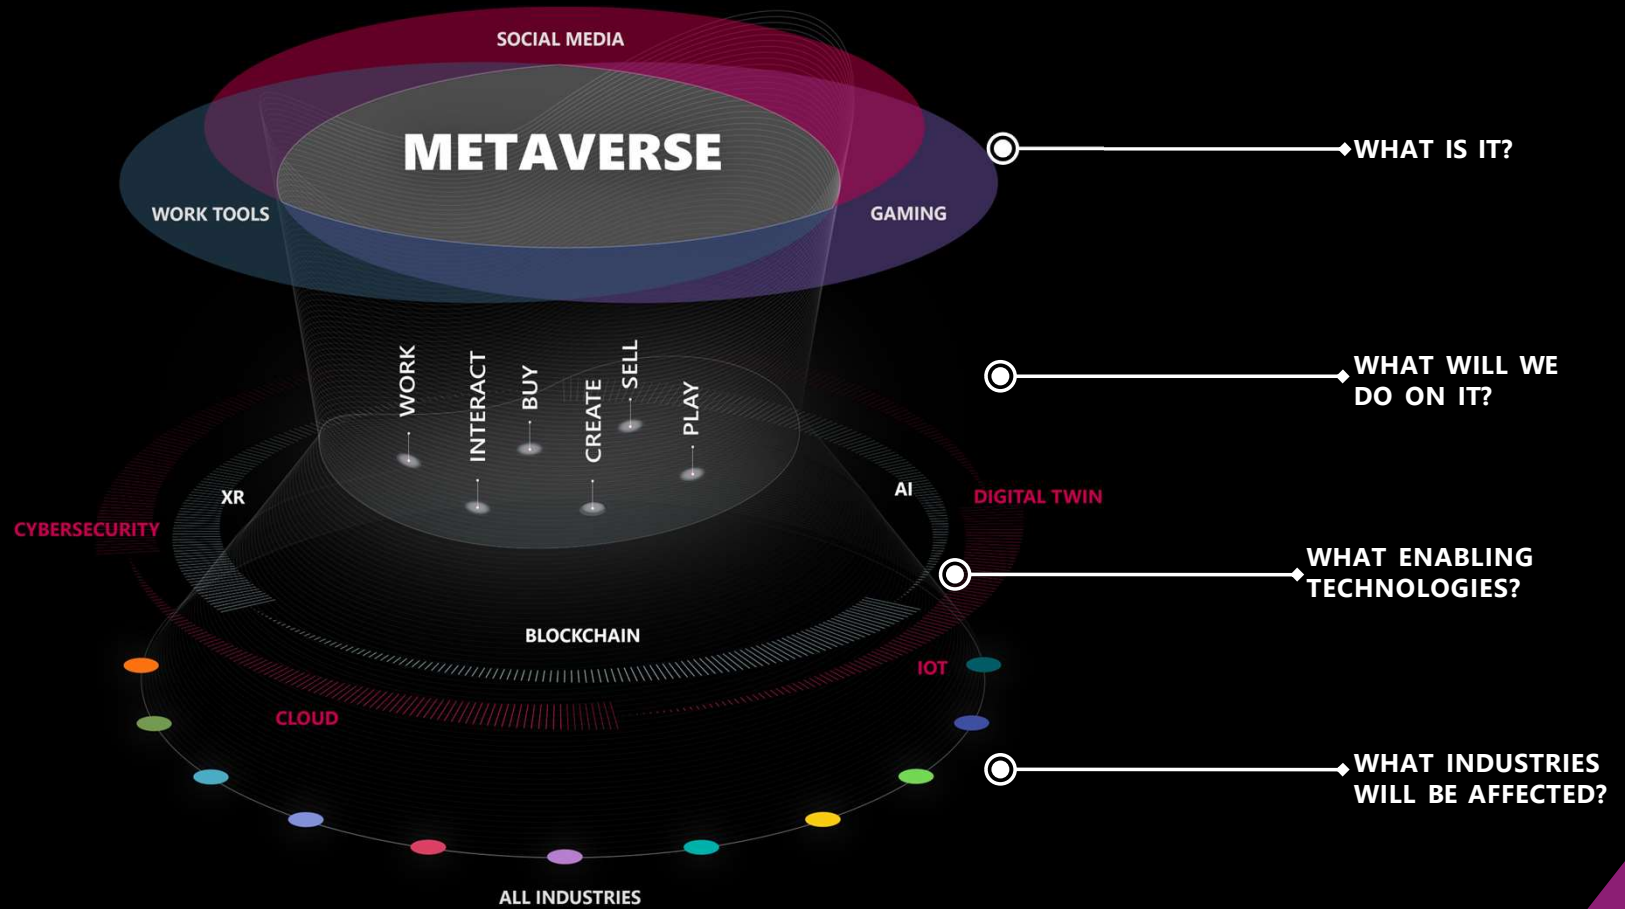 SOCIAL MEDIA
METAVERSE
WORK TOOLS
GAMING
WHAT IS IT?
WORK
INTERACT
BUY
CREATE
SELL
PLAY
WHAT WILL WE
DO ON IT?
XR
AI
CYBERSECURITY
DIGITAL TWIN
BLOCKCHAIN
IOT
CLOUD
WHAT ENABLING
TECHNOLOGIES?
ALL INDUSTRIES
WHAT INDUSTRIES
WILL BE AFFECTED?